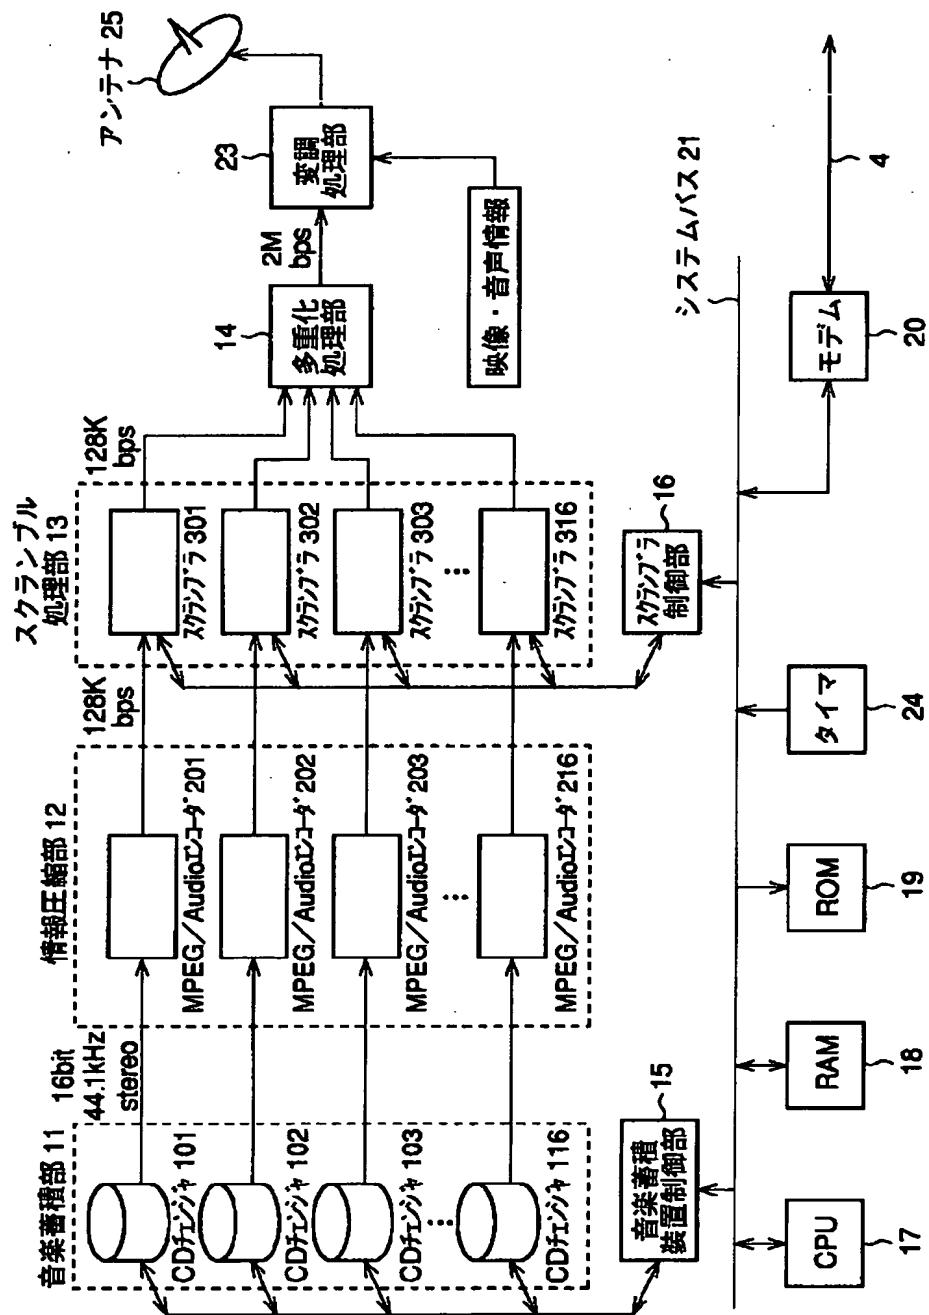 音楽蓄積部 11
CDチェンジャ 101
CDチェンジャ 102
CDチェンジャ 103
CDチェンジャ 116
16bit
44.1kHz
stereo
情報圧縮部 12
MPEG／Audioエンコーダ 201
MPEG／Audioエンコーダ 202
MPEG／Audioエンコーダ 203
MPEG／Audioエンコーダ 216
128K
bps
スクランブル
処理部 13
スクランブラ 301
スクランブラ 302
スクランブラ 303
スクランブラ 316
128K
bps
14
多重化
処理部
2M
bps
23
変調
処理部
アンテナ 25
映像・音声情報
15
音楽蓄積
装置制御部
16
スクランブラ
制御部
システムバス 21
CPU
17
RAM
18
ROM
19
タイマ
24
モデム
20
4